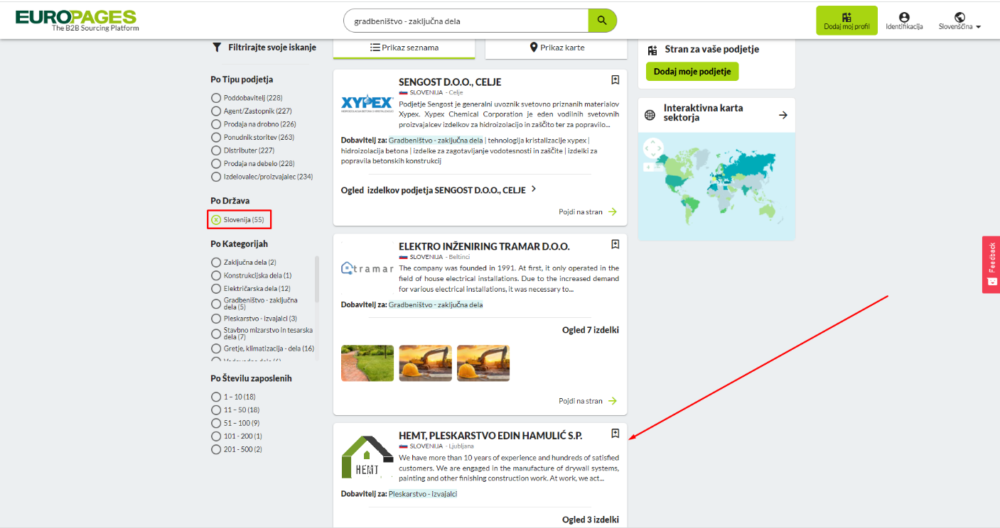 EUROPAGES
The B2B Sourcing Platform
gradbeništvo - zaključna dela
Dodaj moj profil
Identifikacija
Slovenščina
Filtrirajte svoje iskanje
Po Tipu podjetja
Poddobavitelj (228)
Agent/Zastopnik (227)
Prodaja na drobno (226)
Ponudnik storitev (263)
Distributer (227)
Prodaja na debelo (228)
Izdelovalec/proizvajalec (234)
Po Država
Slovenija (55)
Po Kategorijah
Zaključna dela (2)
Konstrukcijska dela (1)
Električarska dela (12)
Gradbeništvo - zaključna
dela (5)
Pleskarstvo - izvajalci (3)
Stavbno mizarstvo in tesarska
dela (7)
Gretje, klimatizacija - dela (16)
Po Številu zaposlenih
1 – 10 (18)
11 – 50 (18)
51 – 100 (9)
101 - 200 (1)
201 - 500 (2)
Prikaz seznama
Prikaz karte
XYPEX
SENGOST D.O.O., CELJE
SLOVENIJA - Celje
Podjetje Sengost je generalni uvoznik svetovno priznanih materialov
Xypex. Xypex Chemical Corporation je eden vodilnih svetovnih
proizvajalcev izdelkov za hidroizolacijo in zaščito ter za popravilo...
Dobavitelj za: Gradbeništvo - zaključna dela | tehnologija kristalizacije xypex |
hidroizolacija betona | izdelke za zagotavljanje vodotesnosti in zaščite | izdelki za
popravila betonskih konstrukcij
Ogled izdelkov podjetja SENGOST D.O.O., CELJE
Pojdi na stran
tramar
ELEKTRO INŽENIRING TRAMAR D.O.O.
SLOVENIJA - Beltinci
The company was founded in 1991. At first, it only operated in the
field of house electrical installations. Due to the increased demand
for various electrical installations, it was necessary to...
Dobavitelj za: Gradbeništvo - zaključna dela
Ogled 7 izdelki
Pojdi na stran
HEMT
HEMT, PLESKARSTVO EDIN HAMULIĆ S.P.
SLOVENIJA - Ljubljana
We have more than 10 years of experience and hundreds of satisfied
customers. We are engaged in the manufacture of drywall systems,
painting and other finishing construction work. At work, we act...
Dobavitelj za: Pleskarstvo - izvajalci
Ogled 3 izdelki
Stran za vaše podjetje
Dodaj moje podjetje
Interaktivna karta
sektorja
Feedback